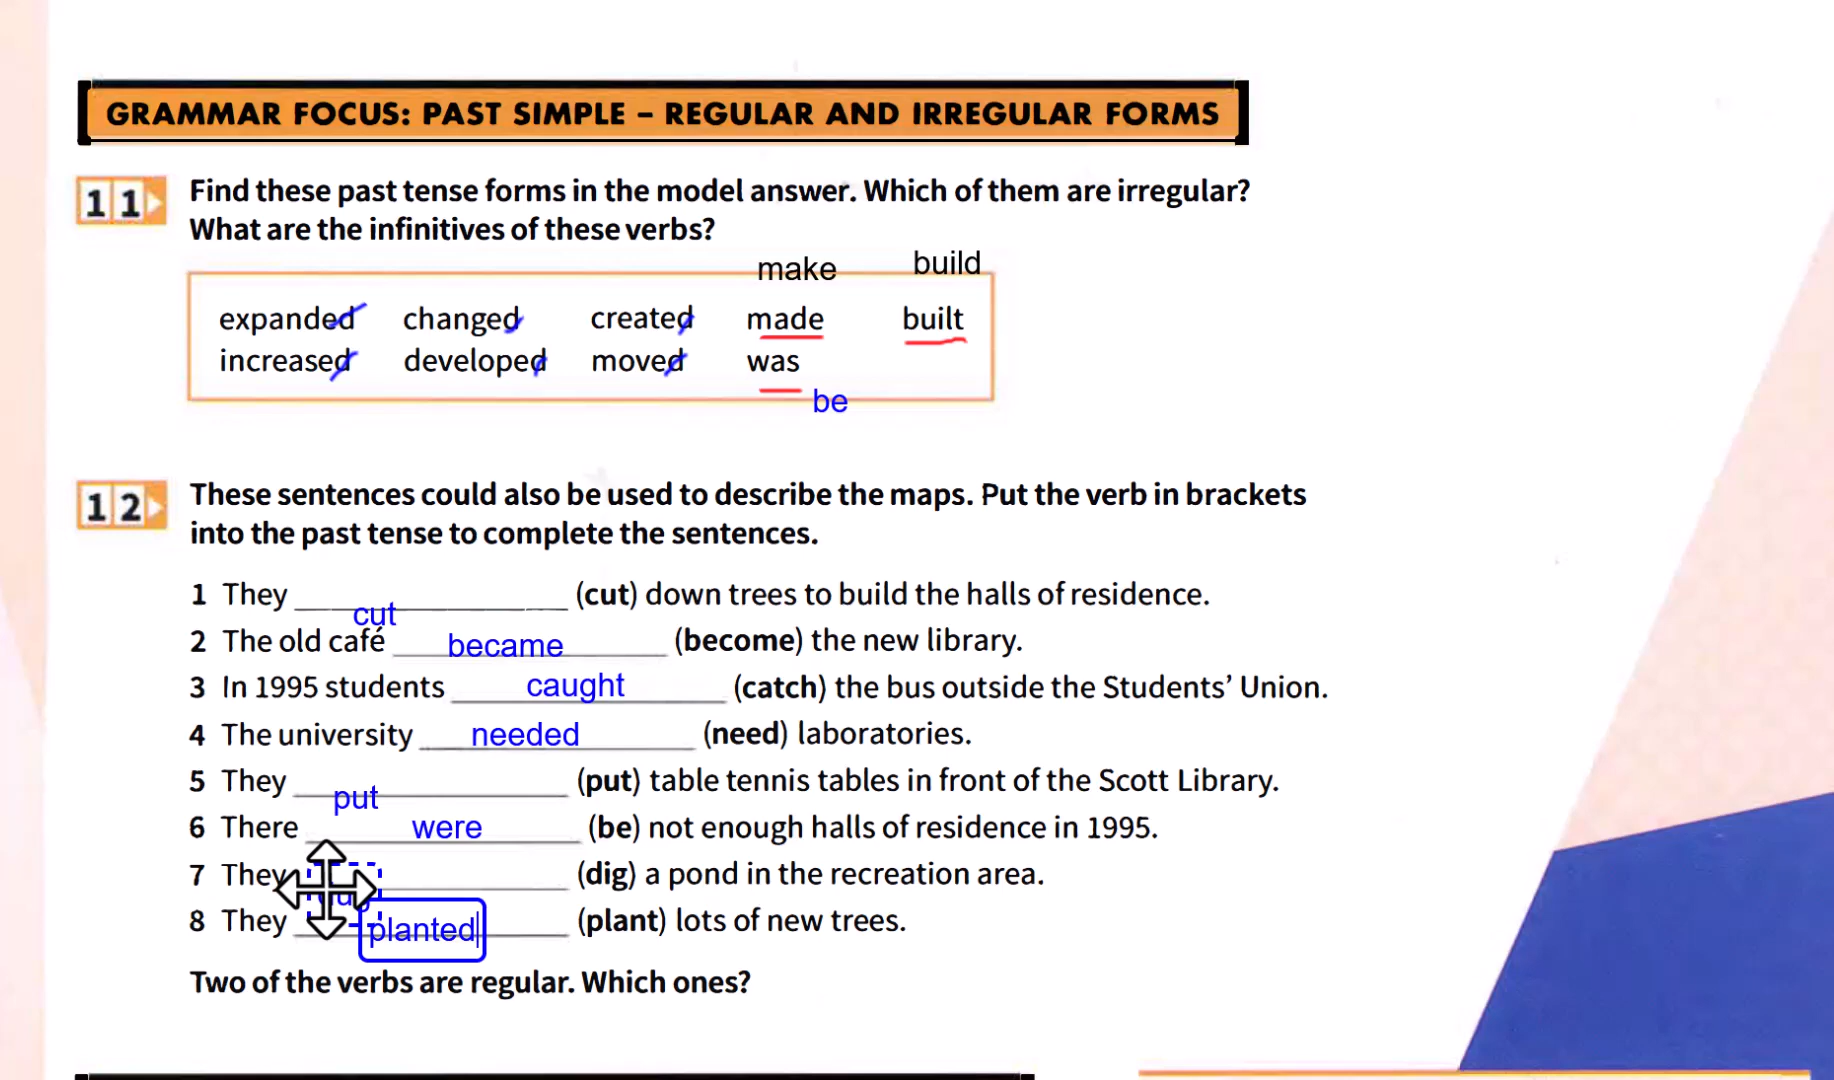 GRAMMAR FOCUS: PAST SIMPLE – REGULAR AND IRREGULAR FORMS
11 Find these past tense forms in the model answer. Which of them are irregular?
What are the infinitives of these verbs?
make build
expanded changed created made built
increased developed moved was
be
12 These sentences could also be used to describe the maps. Put the verb in brackets
into the past tense to complete the sentences.
1 They cut (cut) down trees to build the halls of residence.
2 The old café became (become) the new library.
3 In 1995 students caught (catch) the bus outside the Students’ Union.
4 The university needed (need) laboratories.
5 They put (put) table tennis tables in front of the Scott Library.
6 There were (be) not enough halls of residence in 1995.
7 They (dig) a pond in the recreation area.
8 They planted (plant) lots of new trees.
Two of the verbs are regular. Which ones?